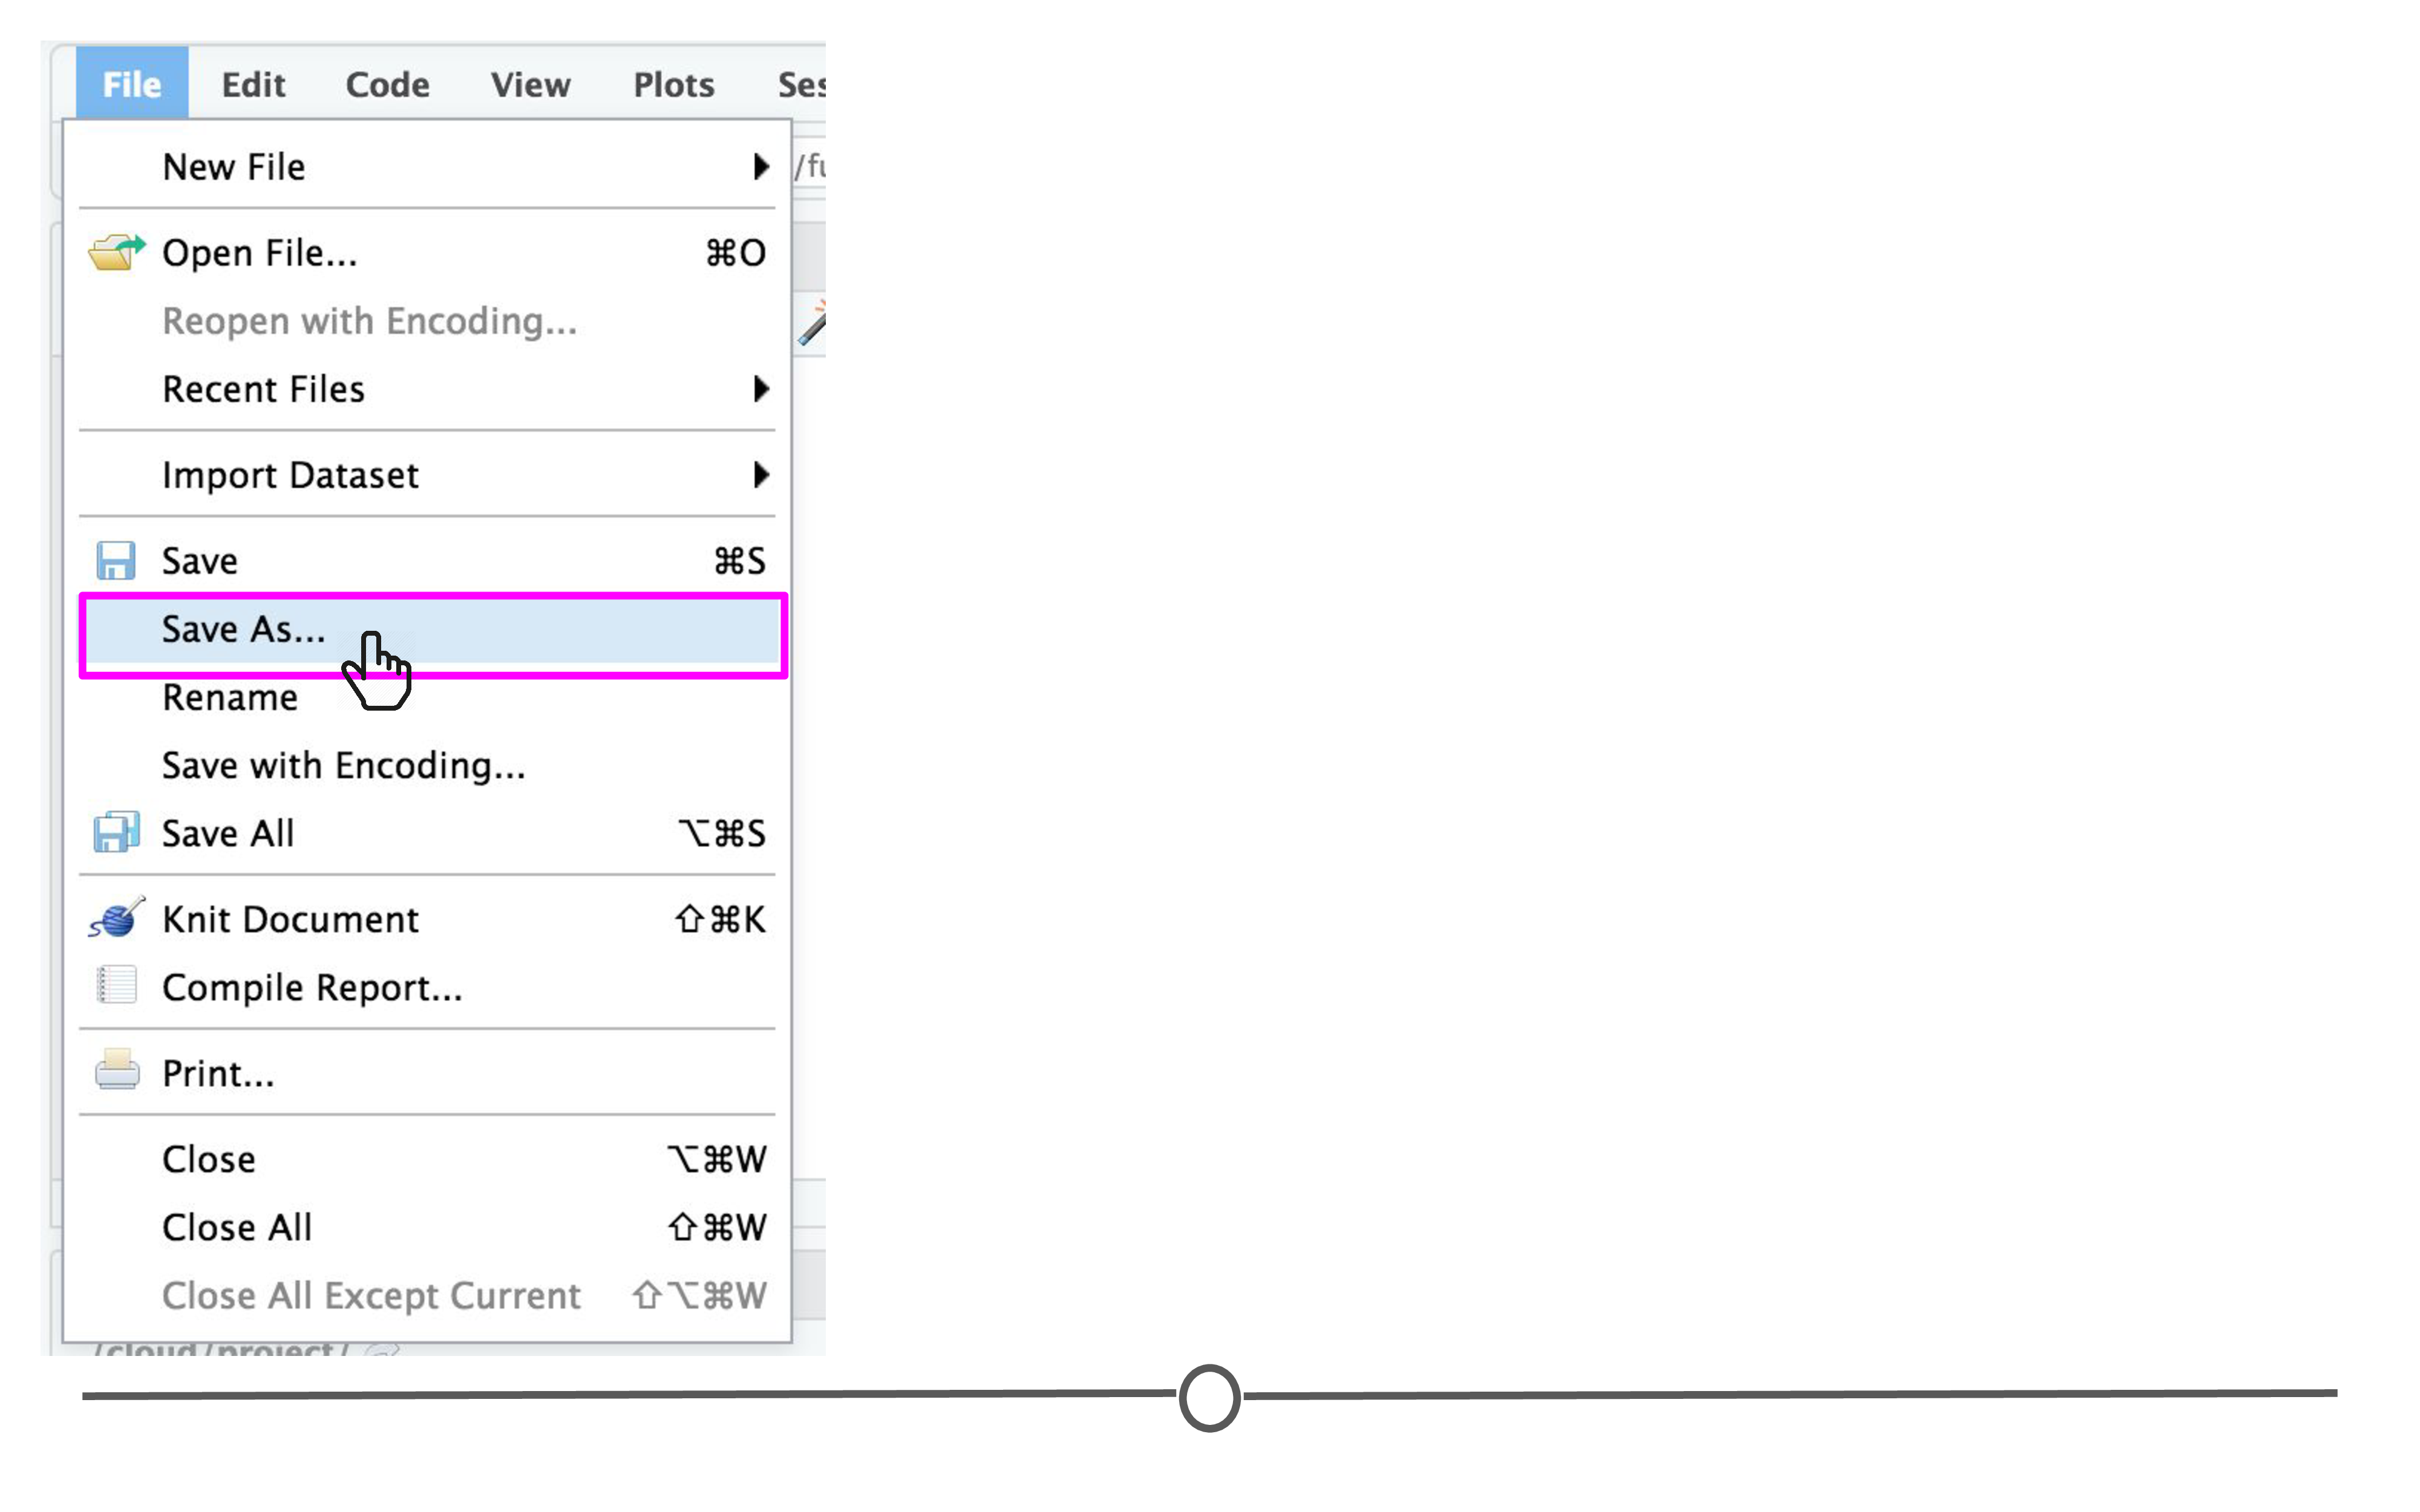 File Edit Code View Plots Ses
New File /fu
Open File... ⌘O
Reopen with Encoding...
Recent Files
Import Dataset
Save ⌘S
Save As...
Rename
Save with Encoding...
Save All ⌥⌘S
Knit Document ⇧⌘K
Compile Report...
Print...
Close ⌥⌘W
Close All ⇧⌘W
Close All Except Current ⇧⌥⌘W
/cloud/project/